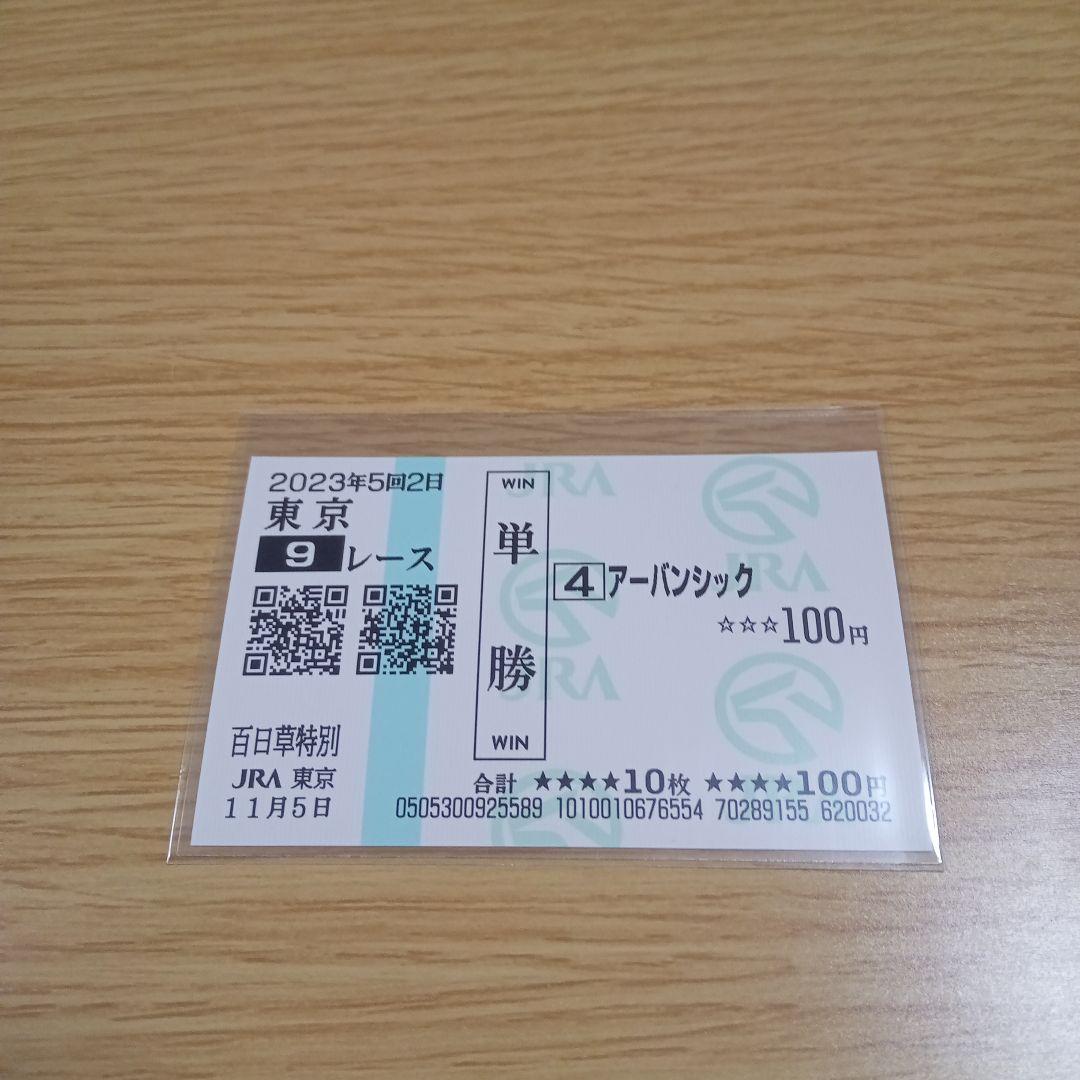 2023年5回2日
東京
9レース
百日草特別
JRA 東京
11月5日
WIN
単勝
WIN
4 アーバンシック
☆☆☆100円
合計 ★★★★10枚 ★★★★100円
0505300925589 1010010676554 70289155 620032
JRA
JRA
JRA